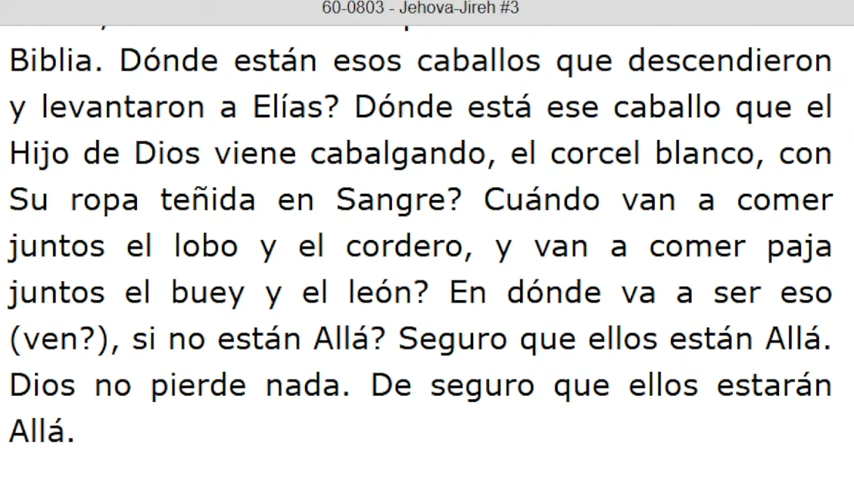 60-0803 - Jehova-Jireh #3
Biblia. Dónde están esos caballos que descendieron
y levantaron a Elías? Dónde está ese caballo que el
Hijo de Dios viene cabalgando, el corcel blanco, con
Su ropa teñida en Sangre? Cuándo van a comer
juntos el lobo y el cordero, y van a comer paja
juntos el buey y el león? En dónde va a ser eso
(ven?), si no están Allá? Seguro que ellos están Allá.
Dios no pierde nada. De seguro que ellos estarán
Allá.